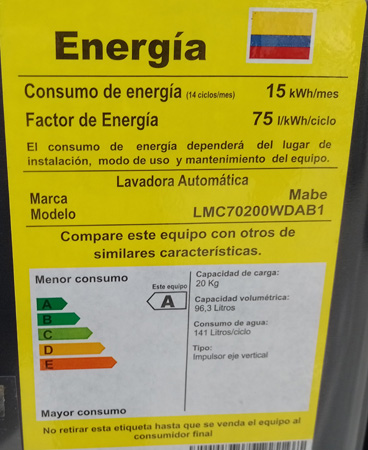 Energía
Consumo de energía (14 ciclos/mes) 15 kWh/mes
Factor de Energía 75 l/kWh/ciclo
El consumo de energía dependerá del lugar de
instalación, modo de uso y mantenimiento del equipo.
Lavadora Automática
Marca Mabe
Modelo LMC70200WDAB1
Compare este equipo con otros de
similares características.
Menor consumo
Este equipo
A
A
B
C
D
E
Mayor consumo
Capacidad de carga:
20 Kg
Capacidad volumétrica:
96,3 Litros
Consumo de agua:
141 Litros/ciclo
Tipo:
Impulsor eje vertical
No retirar esta etiqueta hasta que se venda el equipo al
consumidor final